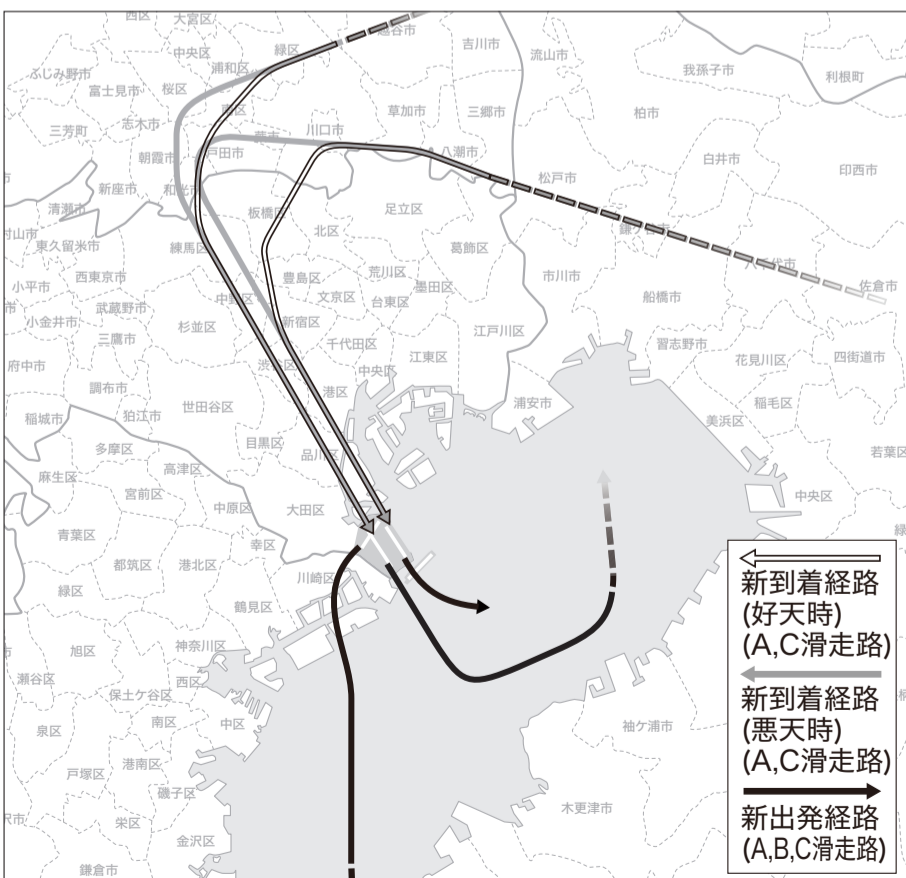 西区
大宮区
越谷市
緑区
吉川市
流山市
中央区
浦和区
ふじみ野市
富士見市
桜区
我孫子市
利根町
南区
草加市
三郷市
柏市
三芳町
志木市
蕨市
川口市
戸田市
八潮市
朝霞市
白井市
印西市
新座市
和光市
松戸市
清瀬市
板橋区
足立区
村山市
東久留米市
練馬区
北区
鎌ケ谷市
葛飾区
八千代市
西東京市
豊島区
荒川区
市川市
小平市
中野区
文京区
墨田区
台東区
船橋市
佐倉市
武蔵野市
小金井市
杉並区
新宿区
江戸川区
三鷹市
千代田区
習志野市
府中市
渋谷区
中央区
江東区
花見川区
四街道市
調布市
港区
稲城市
狛江市
世田谷区
浦安市
稲毛区
美浜区
多摩区
目黒区
品川区
若葉区
麻生区
高津区
宮前区
中原区
大田区
中央区
青葉区
幸区
緑
都筑区
港北区
川崎区
緑区
鶴見区
旭区
神奈川区
瀬谷区
西区
保土ケ谷区
泉区
南区
中区
袖ケ浦市
港南区
戸塚区
磯子区
木更津市
沢市
栄区
金沢区
鎌倉市
新到着経路
(好天時)
(A,C滑走路)
新到着経路
(悪天時)
(A,C滑走路)
新出発経路
(A,B,C滑走路)